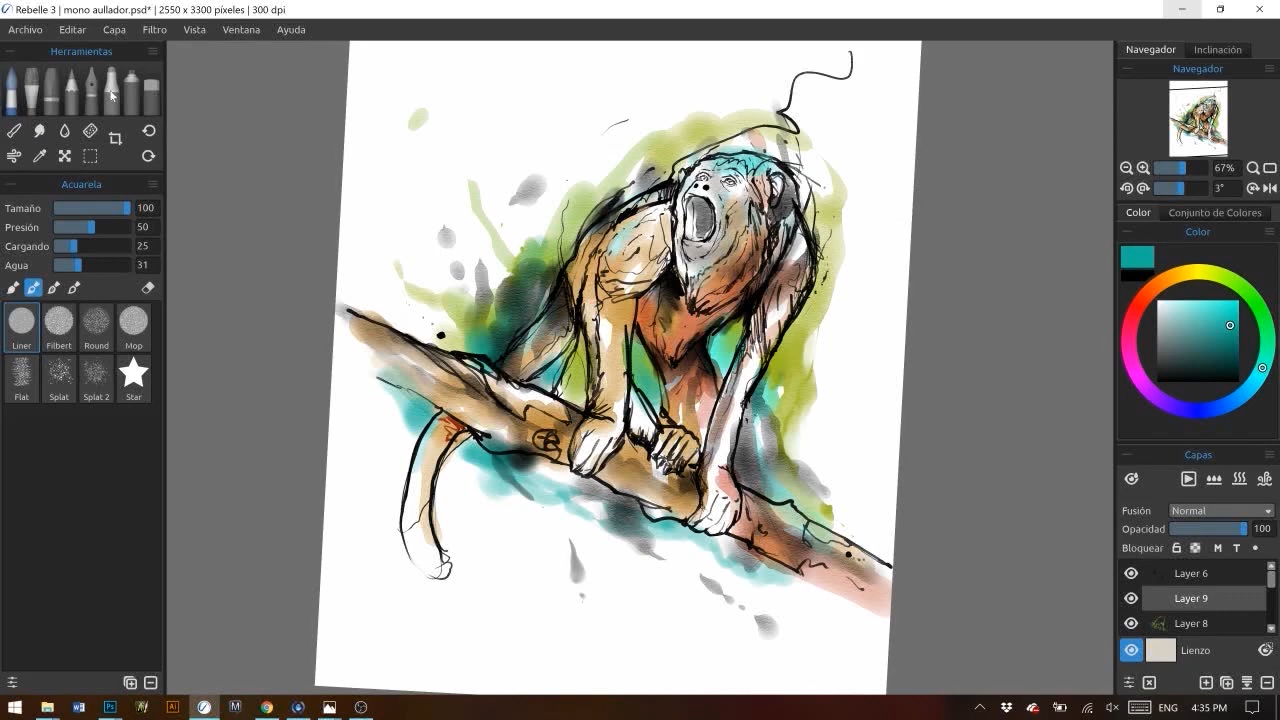 Rebelle 3 | mono aullador.psd* | 2550 x 3300 píxeles | 300 dpi
Archivo Editar Capa Filtro Vista Ventana Ayuda
Herramientas
Acuarela
Tamaño 100
Presión 50
Cargando 25
Agua 31
Liner Filbert Round Mop
Flat Splat Splat 2 Star
Navegador Inclinación
Navegador
67%
3°
Color Conjunto de Colores
Color
Capas
Fusión Normal
Opacidad 100
Bloquear M T
Layer 6
Layer 9
Layer 8
Lienzo
ENG 4:35 PM